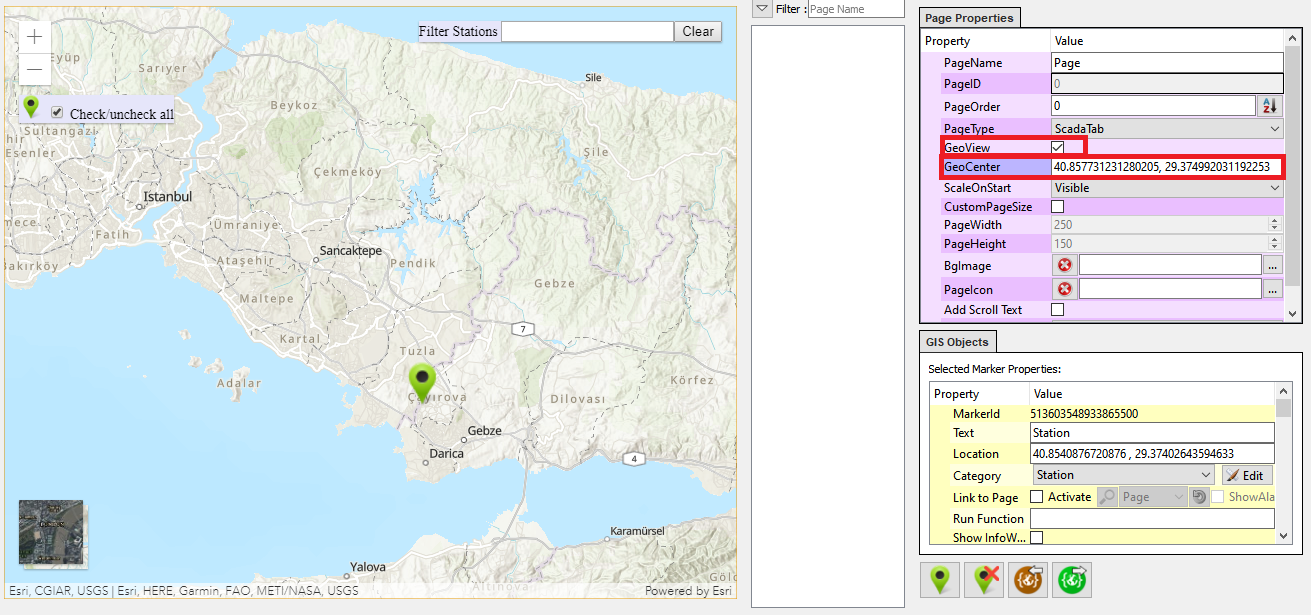 Filter Stations
Clear
Check/uncheck all
Eyüp
Sarıyer
Sile
Beykoz
Sultangazi
hir
Esenler
Sile
Çekmeköy
Istanbul
Ümraniye
Fatih
Sancaktepe
Ataşehir
Pendik
Bakırköy
Maltepe
Gebze
Kartal
7
Tuzla
Adalar
Körfez
Çayırova
Dilovası
Gebze
Darica
4
Karamürsel
Yalova
Altınova
Esri, CGIAR, USGS | Esri, HERE, Garmin, FAO, METI/NASA, USGS
Powered by Esri
Filter : Page Name
Page Properties
Property Value
PageName Page
PageID 0
PageOrder 0
PageType ScadaTab
GeoView
GeoCenter 40.857731231280205, 29.374992031192253
ScaleOnStart Visible
CustomPageSize
PageWidth 250
PageHeight 150
BgImage ...
PageIcon ...
Add Scroll Text
GIS Objects
Selected Marker Properties:
Property Value
MarkerId 513603548933865500
Text Station
Location 40.8540876720876 , 29.37402643594633
Category Station Edit
Link to Page Activate Page ShowAla
Run Function
Show InfoW...